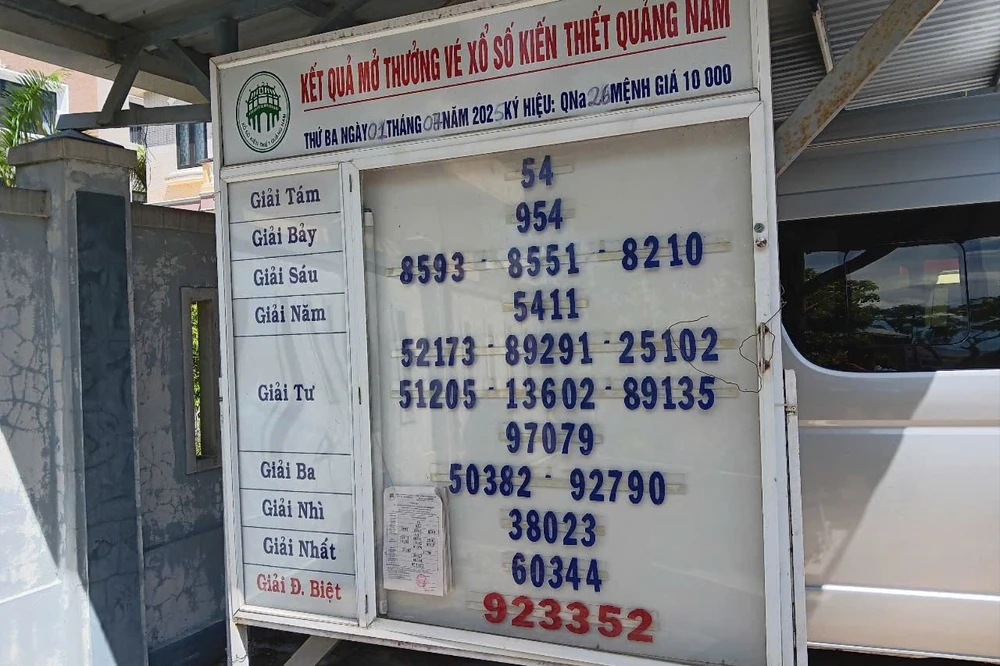 KẾT QUẢ MỞ THƯỞNG VÉ XỔ SỐ KIẾN THIẾT QUẢNG NAM
THỨ BA NGÀY 01 THÁNG 07 NĂM 2025 KÝ HIỆU: QNa 26 MỆNH GIÁ 10 000
Giải Tám 54
Giải Bảy 954
Giải Sáu 8593 - 8551 - 8210
Giải Năm 5411
Giải Tư 52173 - 89291 - 25102
51205 - 13602 - 89135
97079
Giải Ba 50382 - 92790
Giải Nhì 38023
Giải Nhất 60344
Giải Đ. Biệt 923352